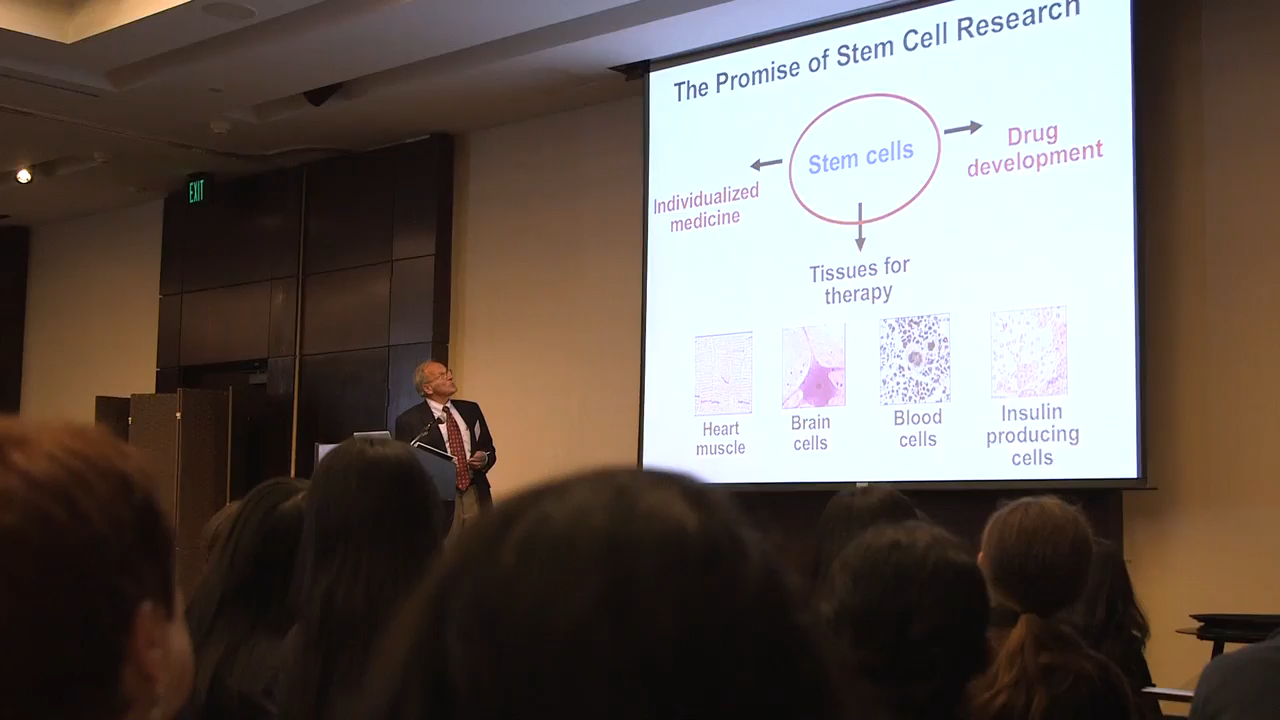 The Promise of Stem Cell Research
Stem cells
Drug
development
Individualized
medicine
Tissues for
therapy
Heart
muscle
Brain
cells
Blood
cells
Insulin
producing
cells
EXIT